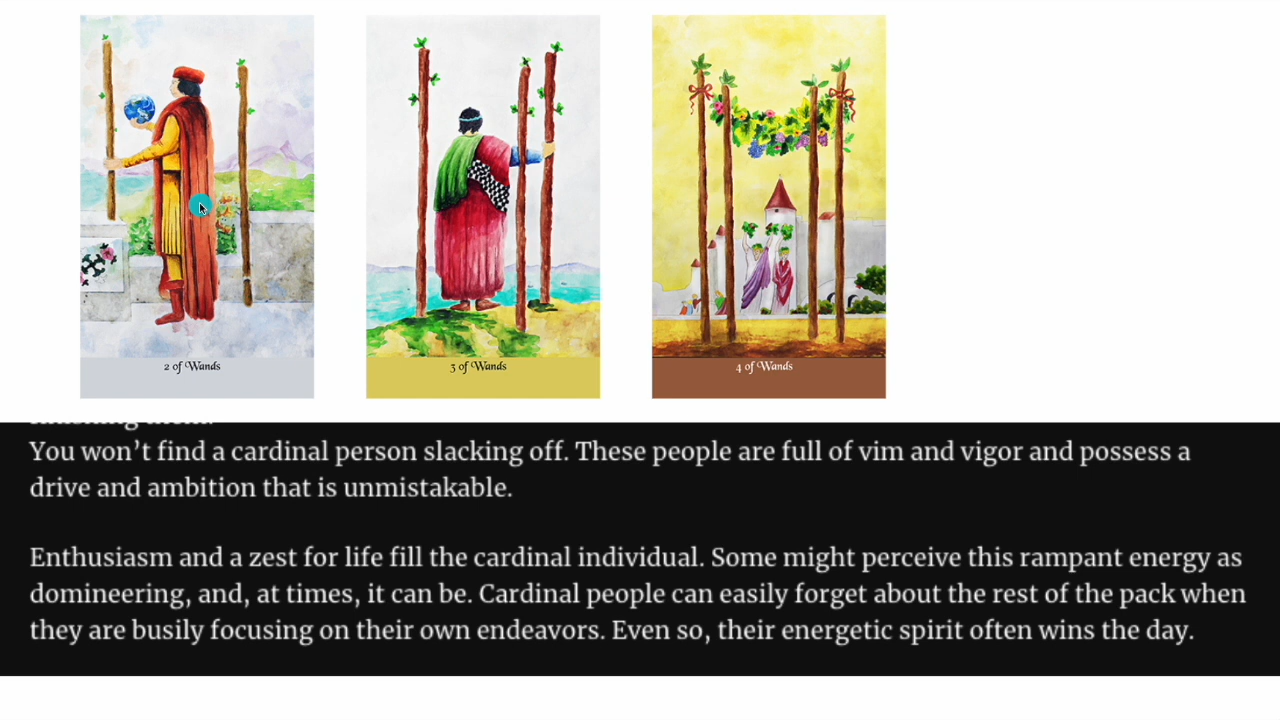 2 of Wands
3 of Wands
4 of Wands
You won't find a cardinal person slacking off. These people are full of vim and vigor and possess a
drive and ambition that is unmistakable.
Enthusiasm and a zest for life fill the cardinal individual. Some might perceive this rampant energy as
domineering, and, at times, it can be. Cardinal people can easily forget about the rest of the pack when
they are busily focusing on their own endeavors. Even so, their energetic spirit often wins the day.